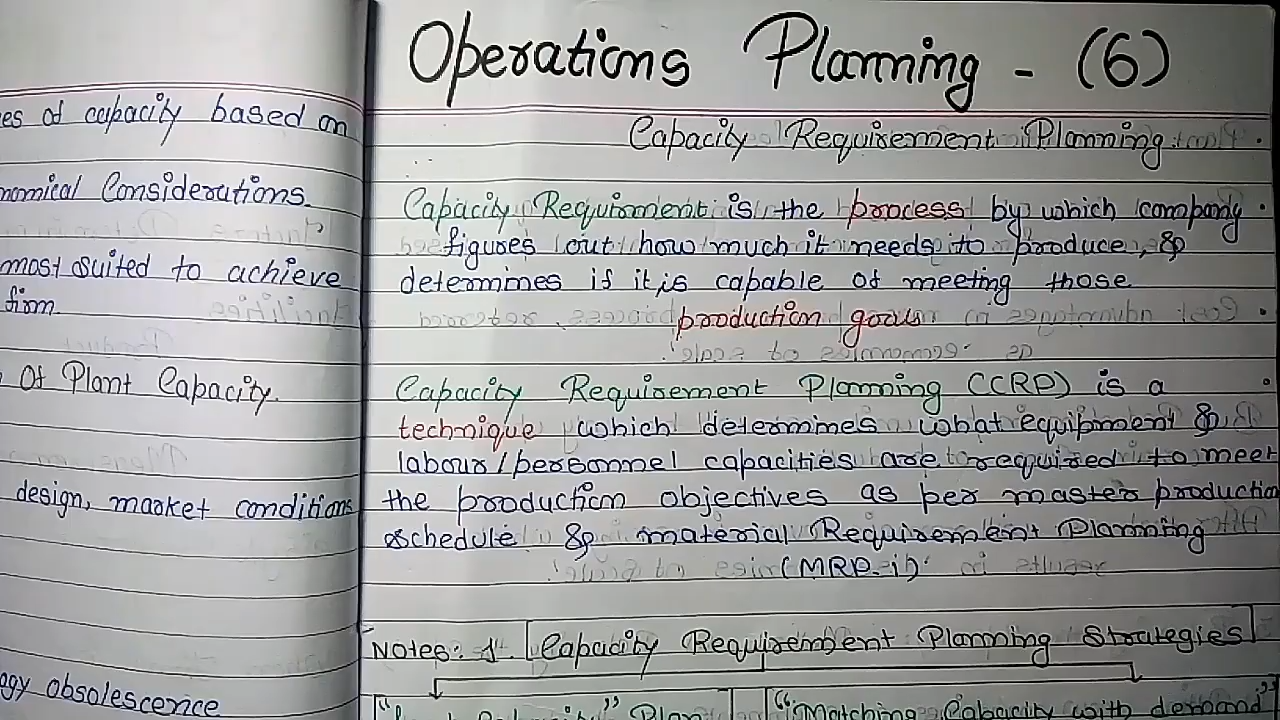 es of capacity based on
nomical Considerations.
most suited to achieve
firm.
Of Plant Capacity.
design, market conditions
ogy obsolescence
Operations Planning - (6)
Capacity Requirement Planning
Capacity Requirement is the process by which company
figures out how much it needs to produce, &
determines if it is capable of meeting those
production goals
Capacity Requirement Planning (CRP) is a
technique which determines what equipment &
labour/personnel capacities are required to meet
the production objectives as per master production
schedule & material Requirement Planning
(MRP-i)
Notes: 1. Capacity Requirement Planning Strategies
Plan
"Matching Capacity with demand"